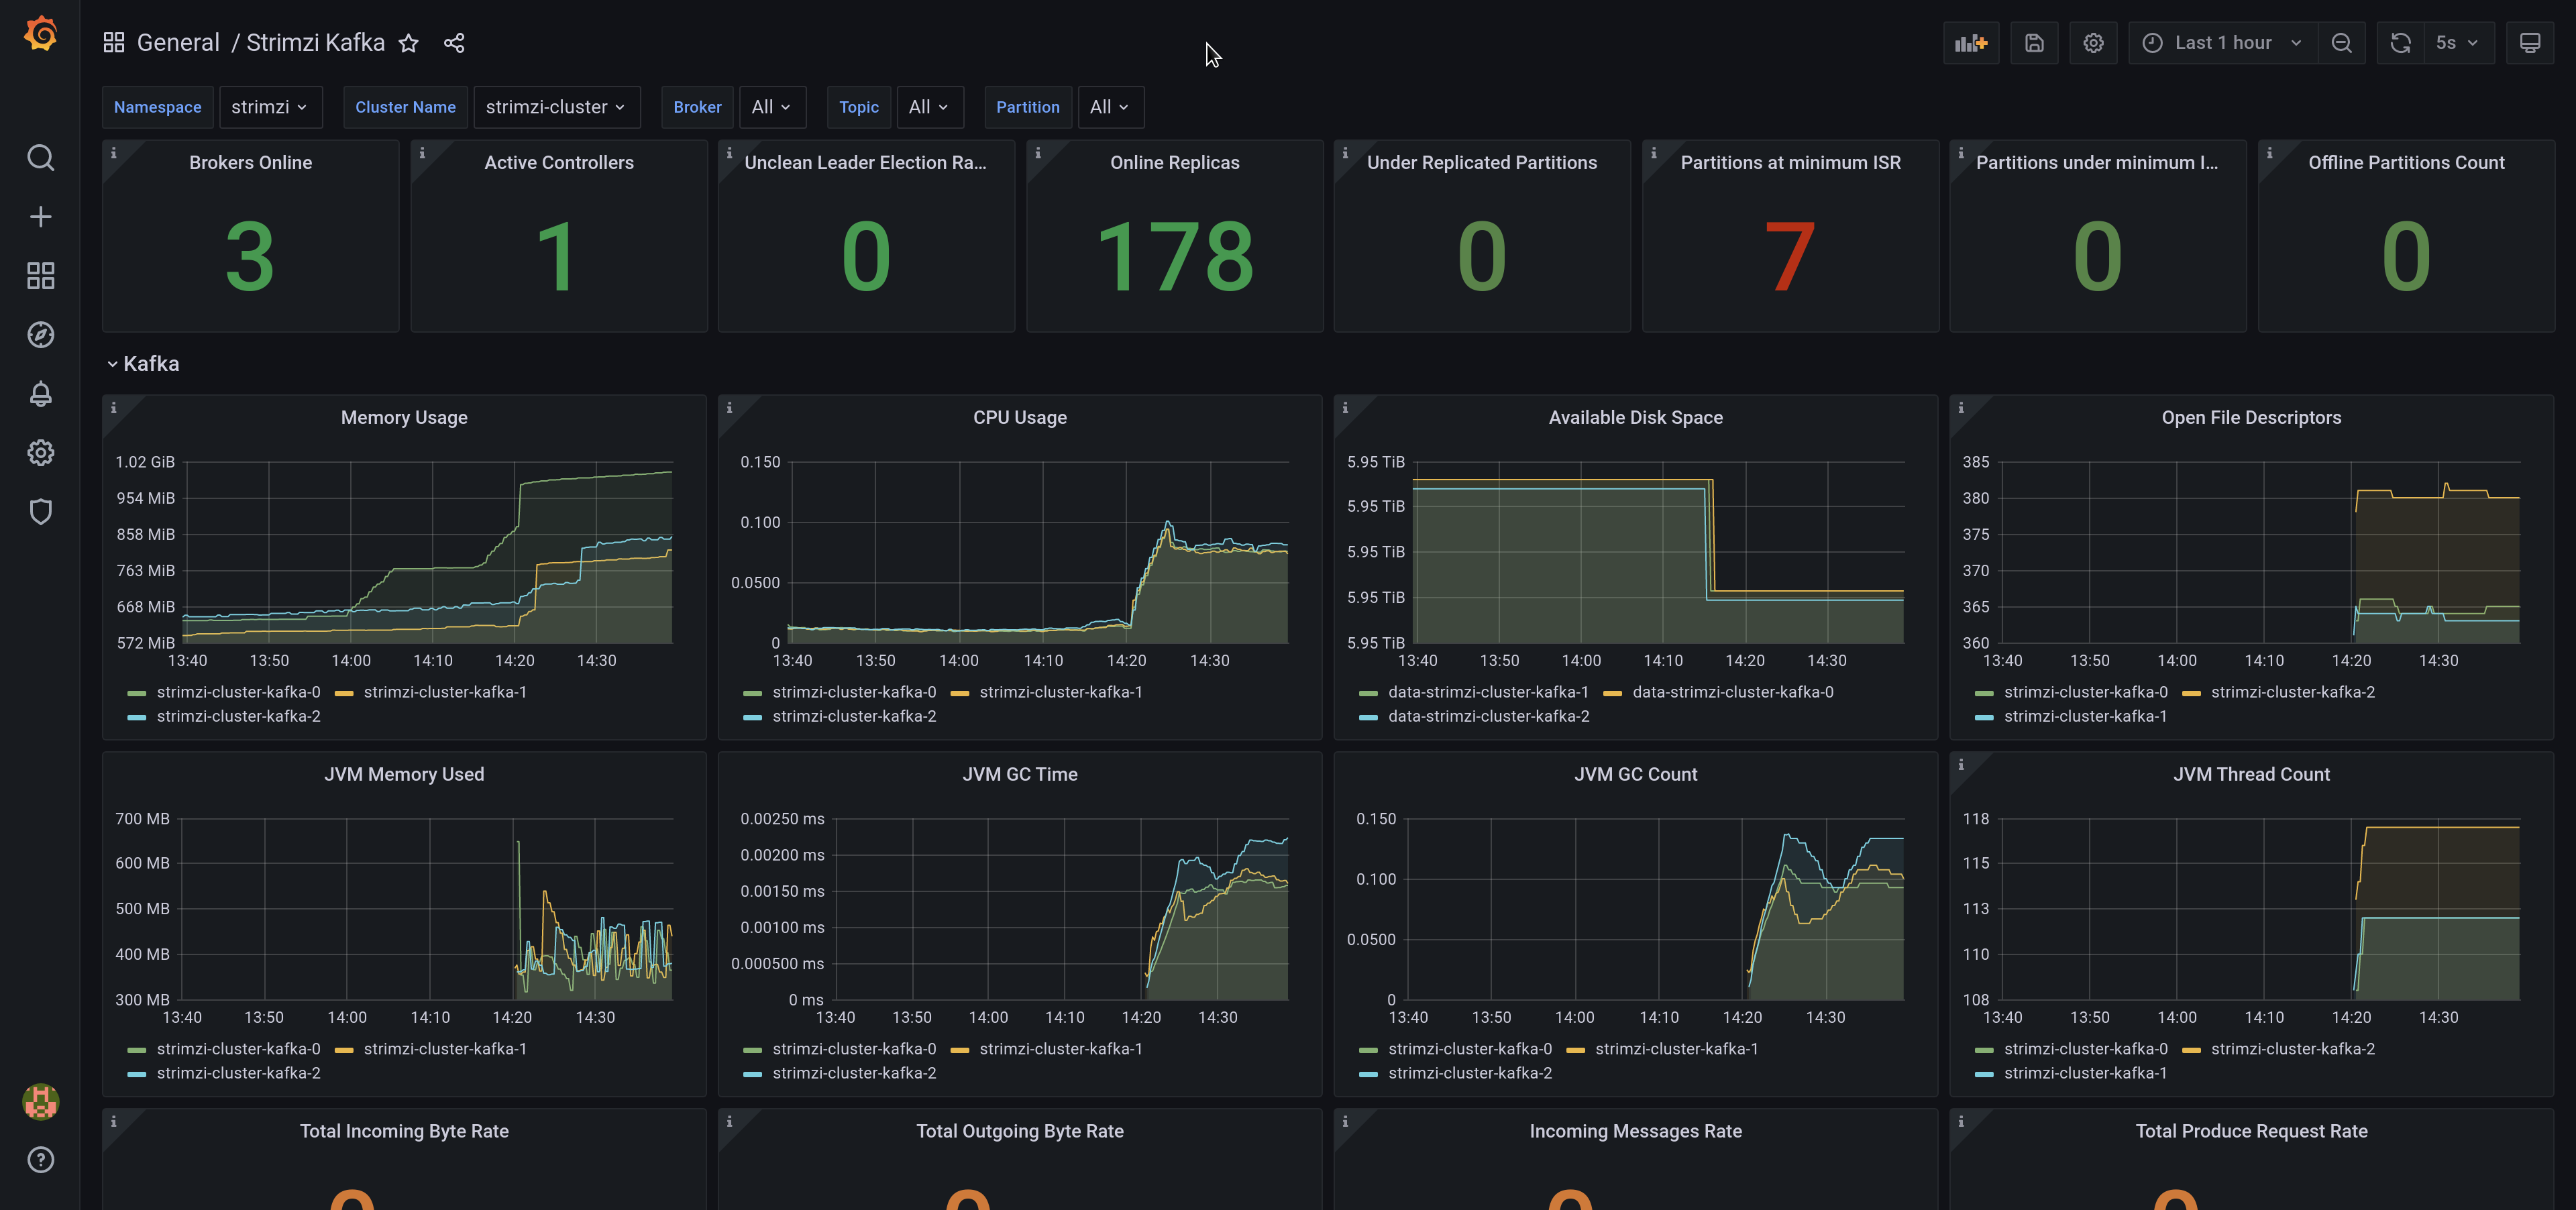 General / Strimzi Kafka
Last 1 hour
5s
Namespace strimzi Cluster Name strimzi-cluster Broker All Topic All Partition All
Brokers Online
3
Active Controllers
1
Unclean Leader Election Ra...
0
Online Replicas
178
Under Replicated Partitions
0
Partitions at minimum ISR
7
Partitions under minimum I...
0
Offline Partitions Count
0
Kafka
Memory Usage
1.02 GiB
954 MiB
858 MiB
763 MiB
668 MiB
572 MiB
13:40 13:50 14:00 14:10 14:20 14:30
strimzi-cluster-kafka-0 strimzi-cluster-kafka-1
strimzi-cluster-kafka-2
CPU Usage
0.150
0.100
0.0500
0
13:40 13:50 14:00 14:10 14:20 14:30
strimzi-cluster-kafka-0 strimzi-cluster-kafka-1
strimzi-cluster-kafka-2
Available Disk Space
5.95 TiB
5.95 TiB
5.95 TiB
5.95 TiB
5.95 TiB
13:40 13:50 14:00 14:10 14:20 14:30
data-strimzi-cluster-kafka-1 data-strimzi-cluster-kafka-0
data-strimzi-cluster-kafka-2
Open File Descriptors
385
380
375
370
365
360
13:40 13:50 14:00 14:10 14:20 14:30
strimzi-cluster-kafka-0 strimzi-cluster-kafka-2
strimzi-cluster-kafka-1
JVM Memory Used
700 MB
600 MB
500 MB
400 MB
300 MB
13:40 13:50 14:00 14:10 14:20 14:30
strimzi-cluster-kafka-0 strimzi-cluster-kafka-1
strimzi-cluster-kafka-2
JVM GC Time
0.00250 ms
0.00200 ms
0.00150 ms
0.00100 ms
0.000500 ms
0 ms
13:40 13:50 14:00 14:10 14:20 14:30
strimzi-cluster-kafka-0 strimzi-cluster-kafka-1
strimzi-cluster-kafka-2
JVM GC Count
0.150
0.100
0.0500
0
13:40 13:50 14:00 14:10 14:20 14:30
strimzi-cluster-kafka-0 strimzi-cluster-kafka-1
strimzi-cluster-kafka-2
JVM Thread Count
118
115
113
110
108
13:40 13:50 14:00 14:10 14:20 14:30
strimzi-cluster-kafka-0 strimzi-cluster-kafka-2
strimzi-cluster-kafka-1
Total Incoming Byte Rate
Total Outgoing Byte Rate
Incoming Messages Rate
Total Produce Request Rate